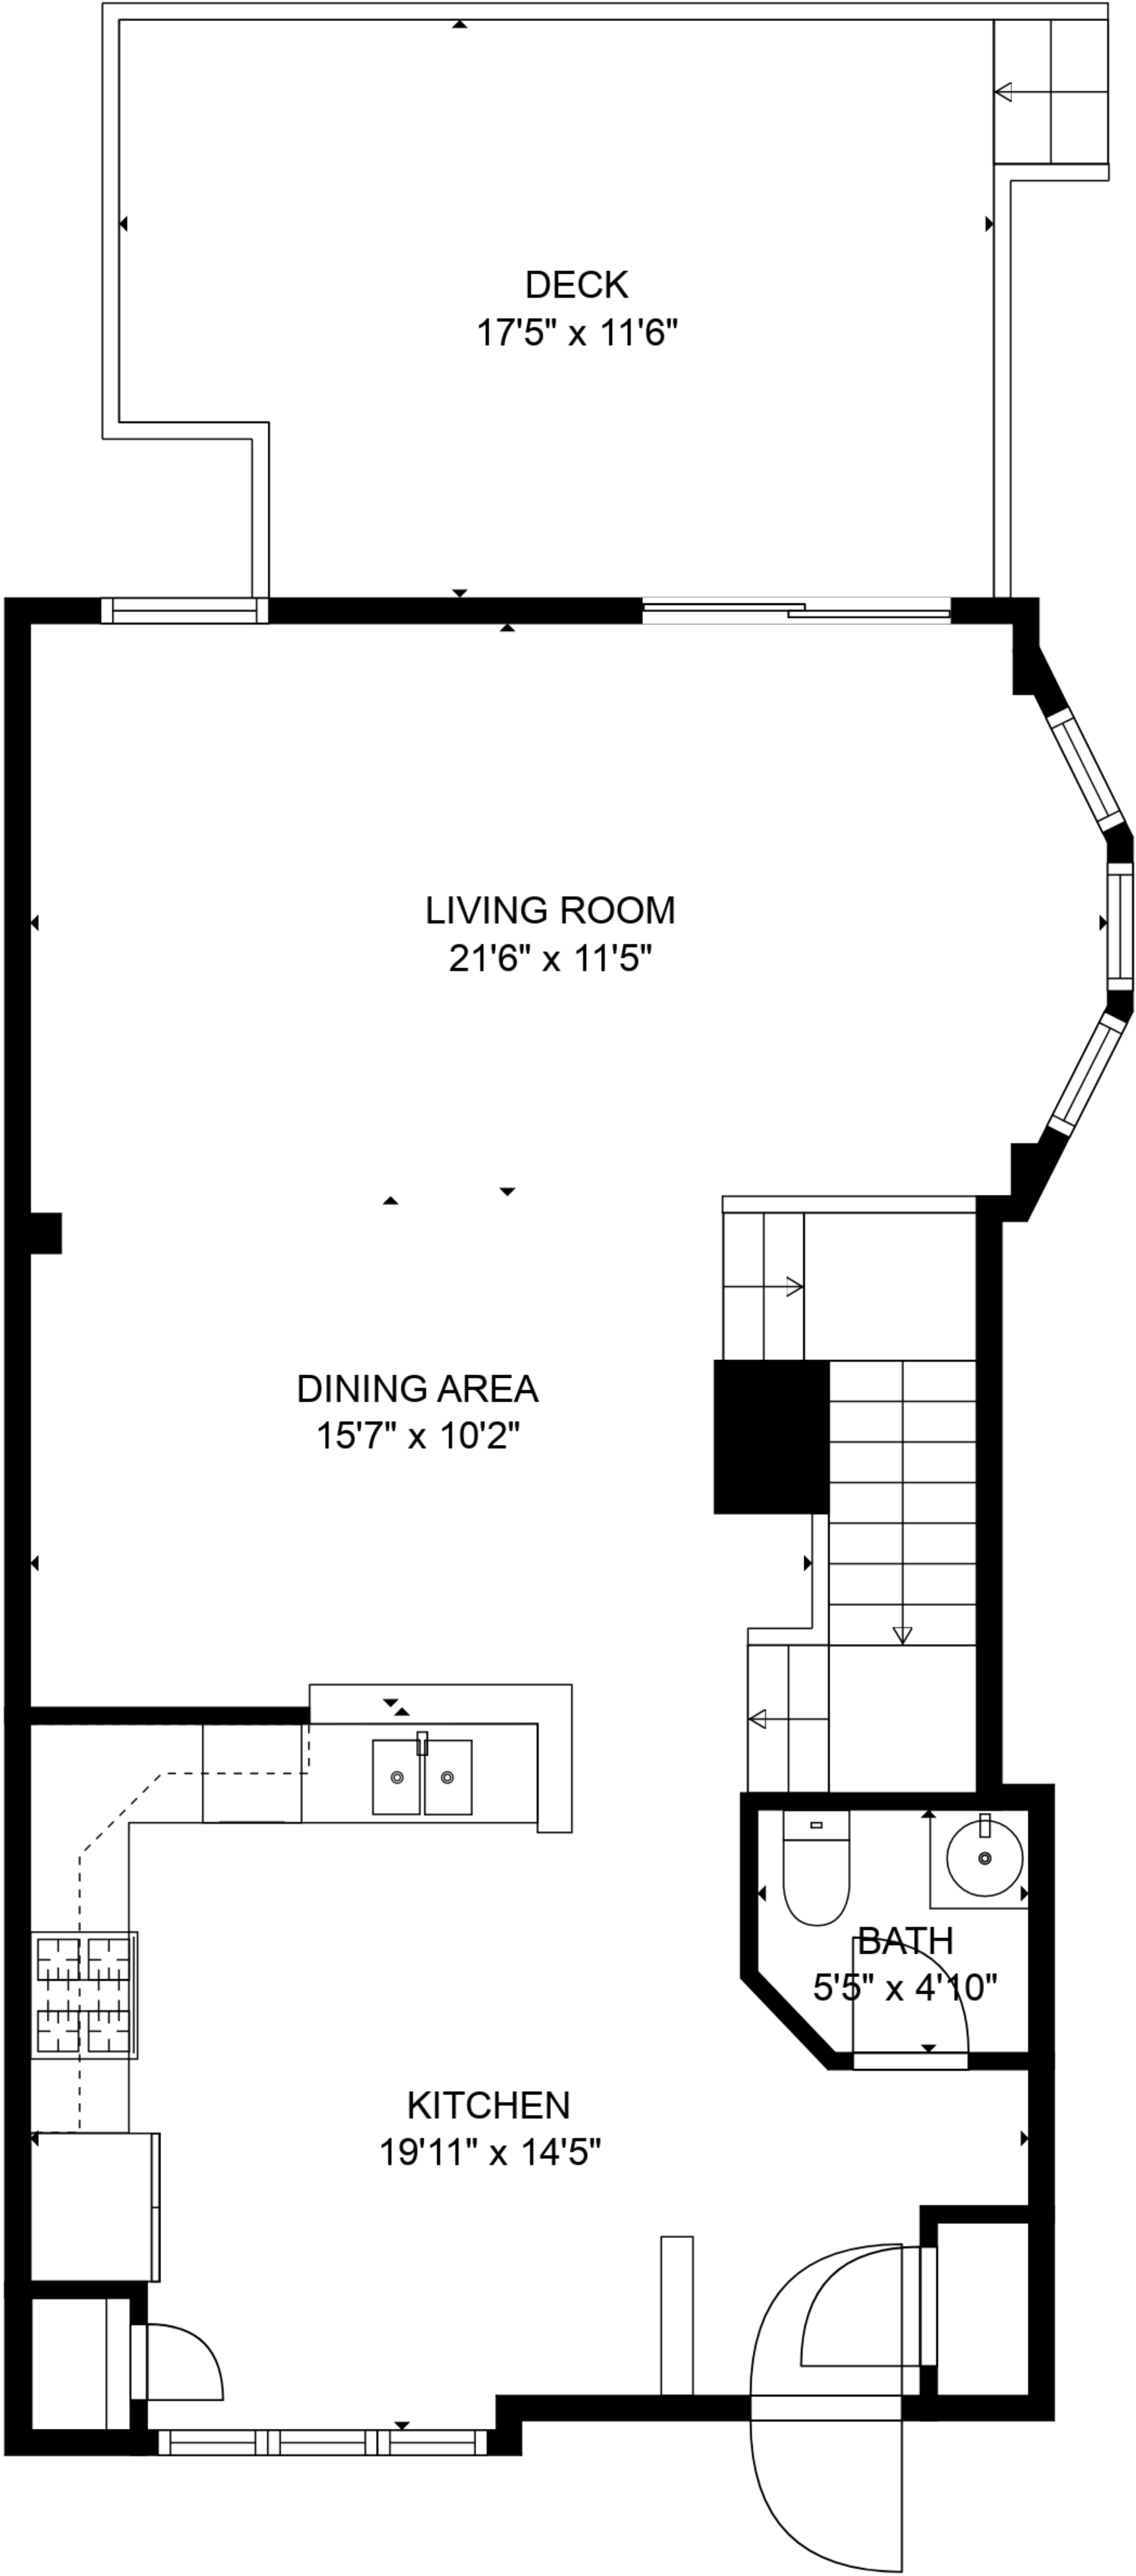 DECK
17'5" x 11'6"
LIVING ROOM
21'6" x 11'5"
DINING AREA
15'7" x 10'2"
BATH
5'5" x 4'10"
KITCHEN
19'11" x 14'5"